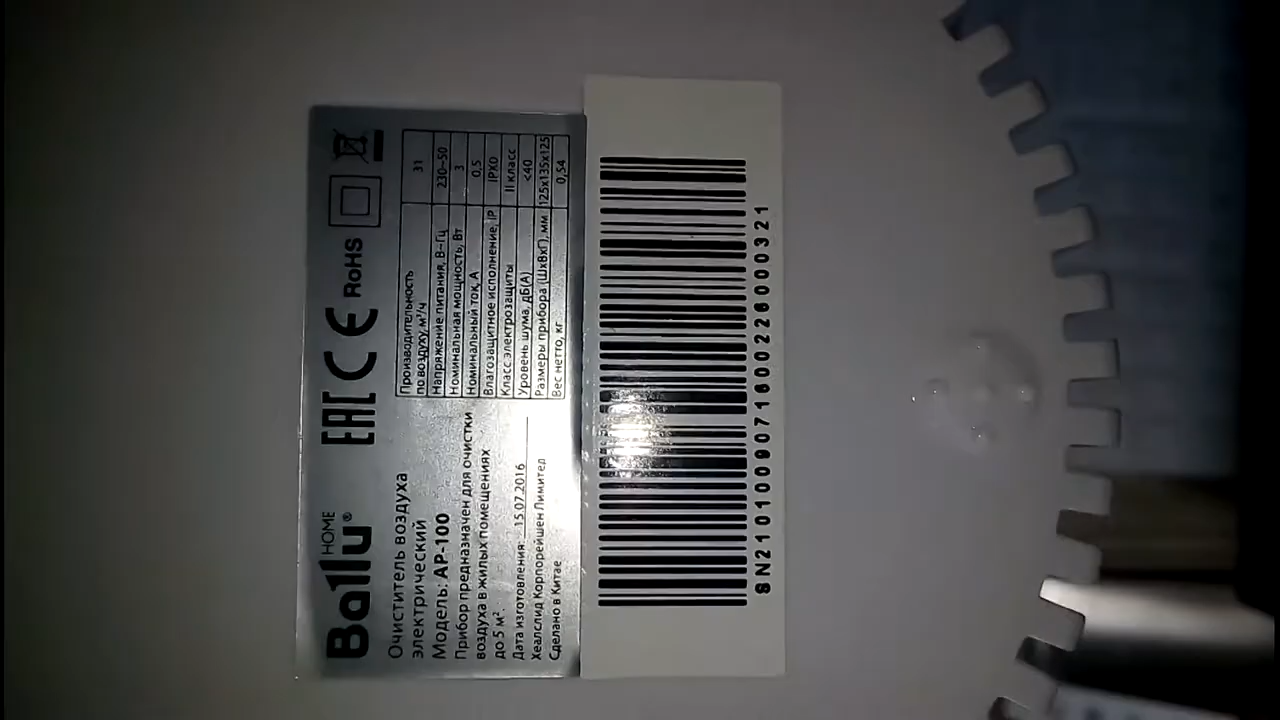 Ballu®
HOME
EAC CE RoHS
Очиститель воздуха
электрический
Модель: AP-100
Прибор предназначен для очистки
воздуха в жилых помещениях
до 5 м².
Дата изготовления: 15.07.2016
Хеалслид Корпорейшен Лимитед
Сделано в Китае
Производительность
по воздуху, м³/ч 31
Напряжение питания, В~Гц 230~50
Номинальная мощность, Вт 3
Номинальный ток, А 0,5
Влагозащитное исполнение, IP IPX0
Класс электрозащиты II класс
Уровень шума, дБ(А) <40
Размеры прибора (ШхВхГ), мм 125х135х125
Вес нетто, кг 0,54
SN2101009071600226000321